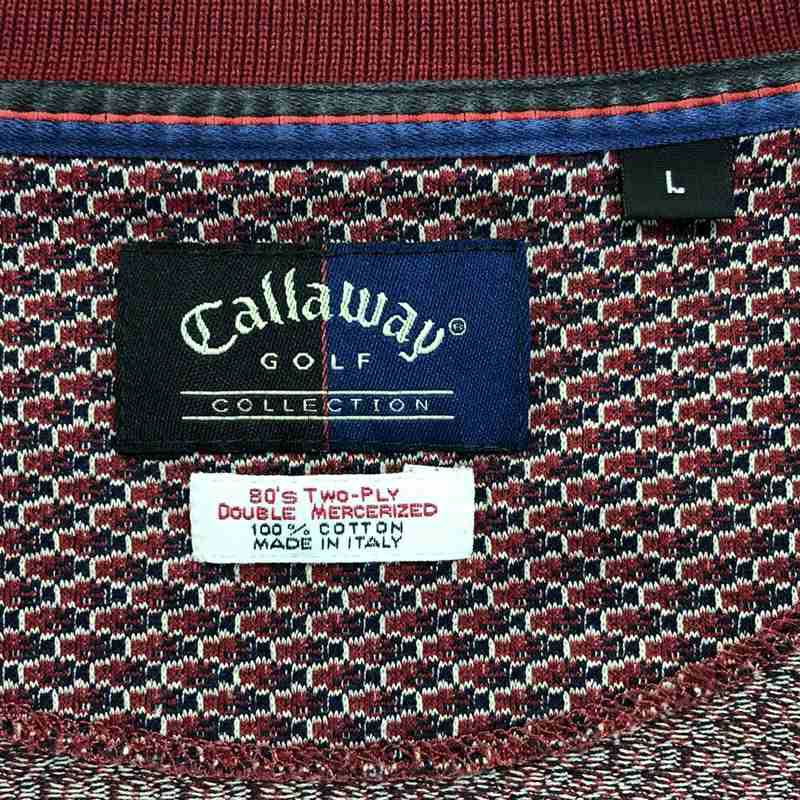 L
Callaway®
GOLF
COLLECTION
80's Two-Ply
Double Mercerized
100% COTTON
MADE IN ITALY